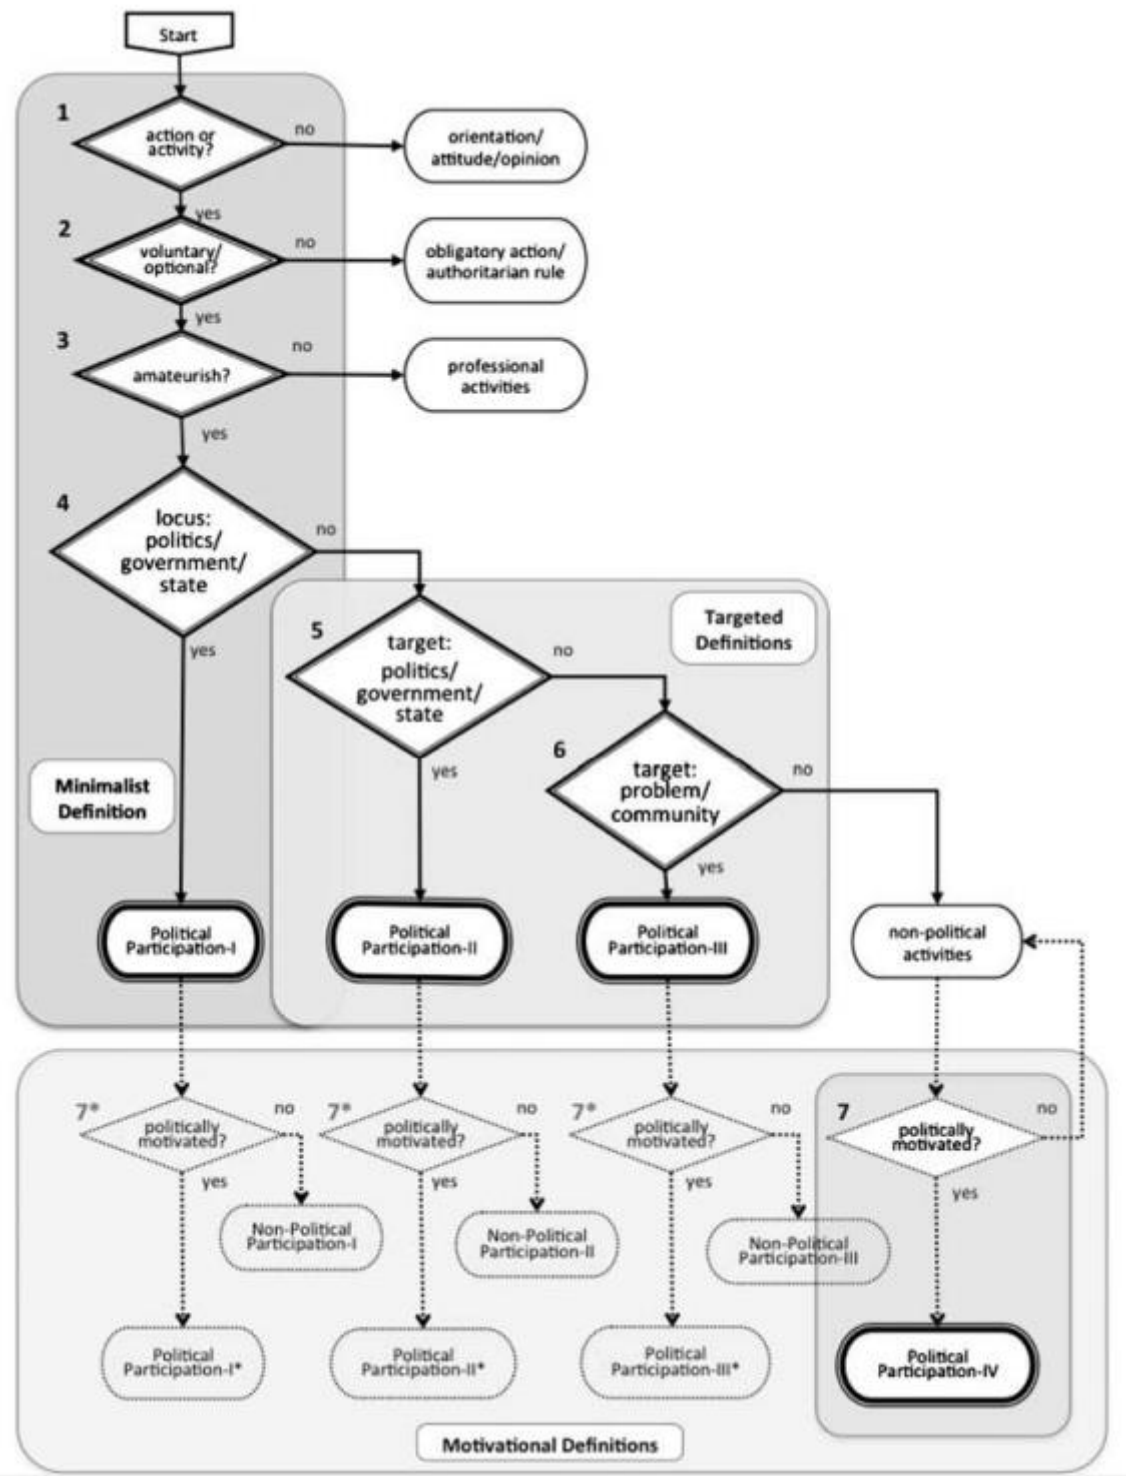 Start
1
action or
activity?
no
orientation/
attitude/opinion
yes
2
voluntary/
optional?
no
obligatory action/
authoritarian rule
yes
3
amateurish?
no
professional
activities
yes
4
locus:
politics/
government/
state
no
yes
Targeted
Definitions
5
target:
politics/
government/
state
no
yes
6
target:
problem/
community
no
yes
Minimalist
Definition
Political
Participation-I
Political
Participation-II
Political
Participation-III
non-political
activities
7*
politically
motivated?
no
yes
7*
politically
motivated?
no
yes
7*
politically
motivated?
no
yes
7
politically
motivated?
no
yes
Non-Political
Participation-I
Non-Political
Participation-II
Non-Political
Participation-III
Political
Participation-I*
Political
Participation-II*
Political
Participation-III*
Political
Participation-IV
Motivational Definitions